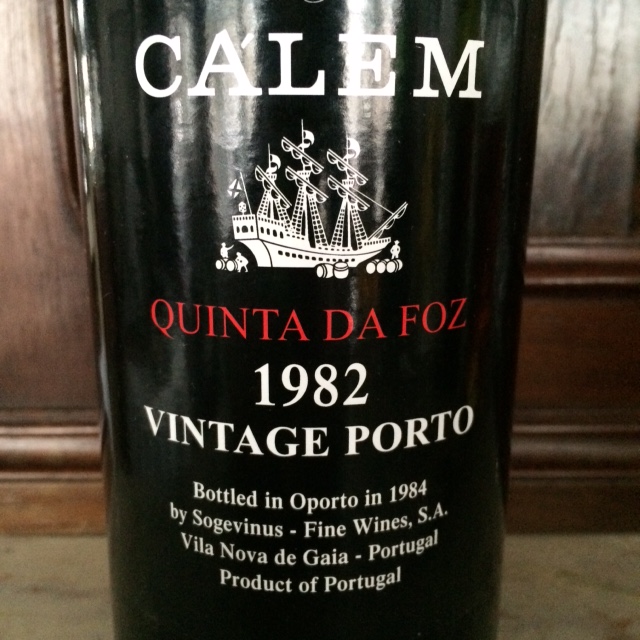 CÁLEM
QUINTA DA FOZ
1982
VINTAGE PORTO
Bottled in Oporto in 1984
by Sogevinus - Fine Wines, S.A.
Vila Nova de Gaia - Portugal
Product of Portugal